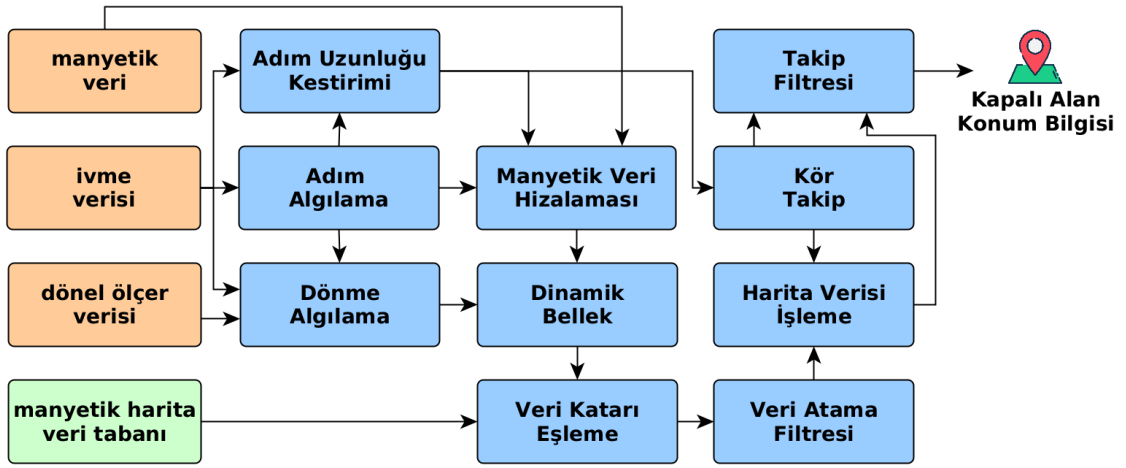 manyetik
veri
Adım Uzunluğu
Kestirimi
Takip
Filtresi
Kapalı Alan
Konum Bilgisi
ivme
verisi
Adım
Algılama
Manyetik Veri
Hizalaması
Kör
Takip
dönel ölçer
verisi
Dönme
Algılama
Dinamik
Bellek
Harita Verisi
İşleme
manyetik harita
veri tabanı
Veri Katarı
Eşleme
Veri Atama
Filtresi